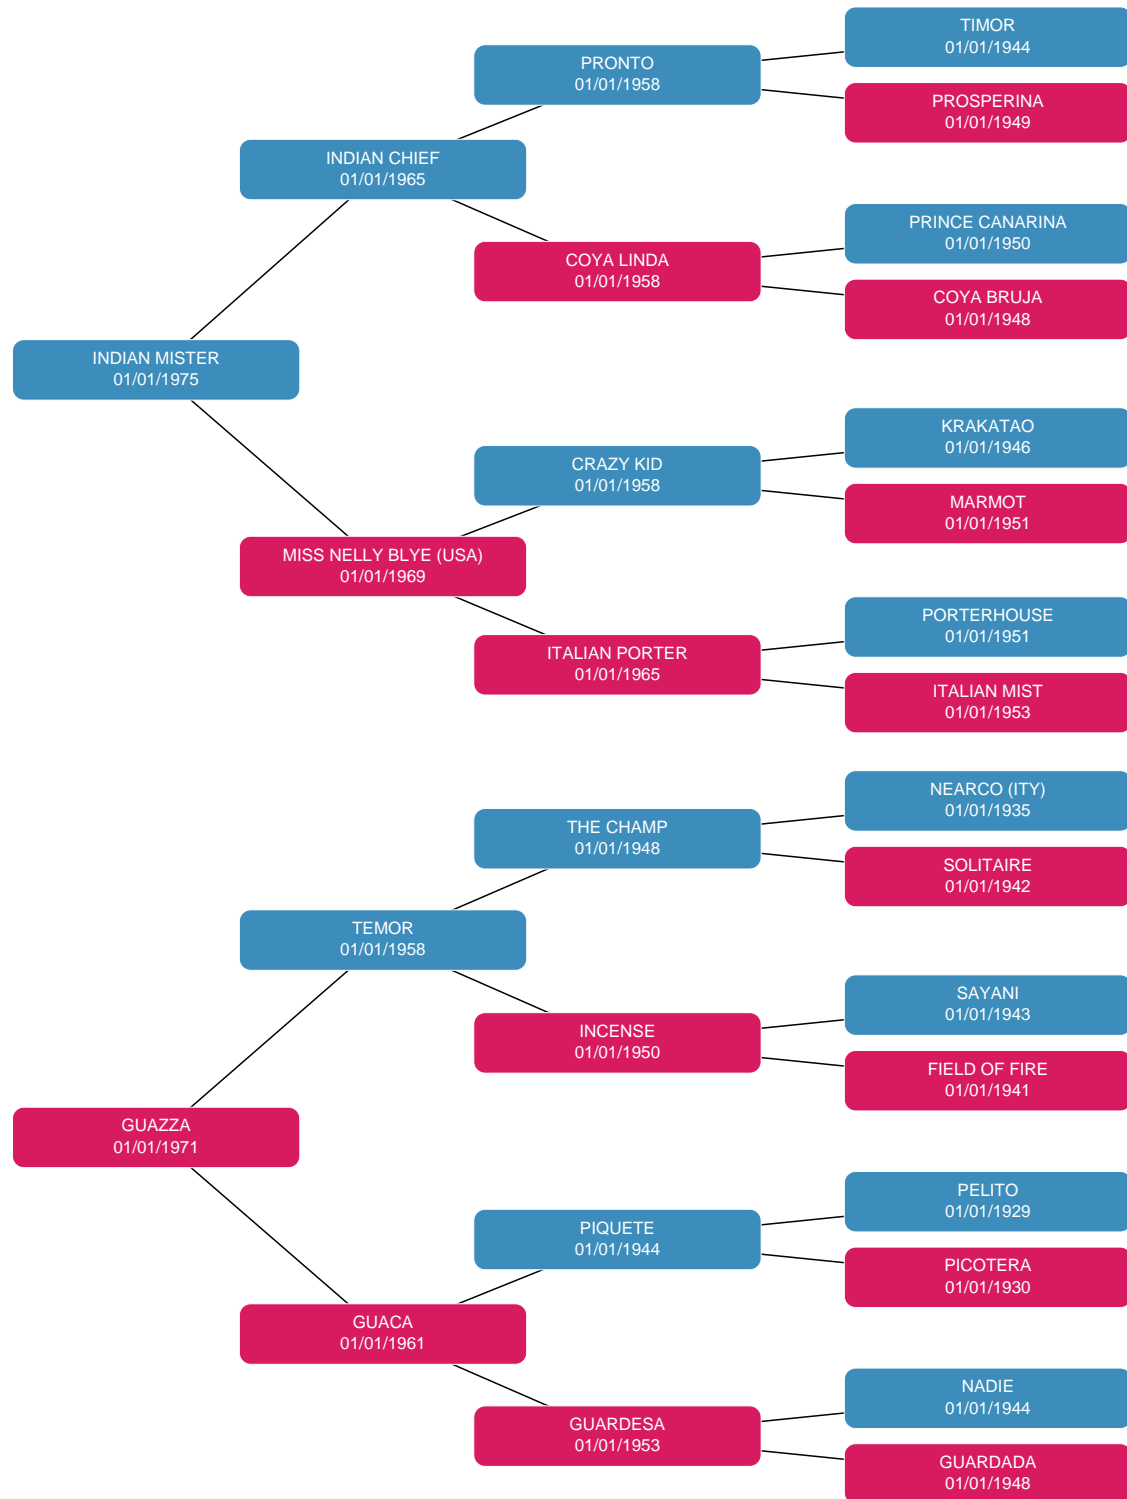 TIMOR
01/01/1944
PRONTO
01/01/1958
PROSPERINA
01/01/1949
INDIAN CHIEF
01/01/1965
PRINCE CANARINA
01/01/1950
COYA LINDA
01/01/1958
COYA BRUJA
01/01/1948
INDIAN MISTER
01/01/1975
KRAKATAO
01/01/1946
CRAZY KID
01/01/1958
MARMOT
01/01/1951
MISS NELLY BLYE (USA)
01/01/1969
PORTERHOUSE
01/01/1951
ITALIAN PORTER
01/01/1965
ITALIAN MIST
01/01/1953
NEARCO (ITY)
01/01/1935
THE CHAMP
01/01/1948
SOLITAIRE
01/01/1942
TEMOR
01/01/1958
SAYANI
01/01/1943
INCENSE
01/01/1950
FIELD OF FIRE
01/01/1941
GUAZZA
01/01/1971
PELITO
01/01/1929
PIQUETE
01/01/1944
PICOTERA
01/01/1930
GUACA
01/01/1961
NADIE
01/01/1944
GUARDESA
01/01/1953
GUARDADA
01/01/1948